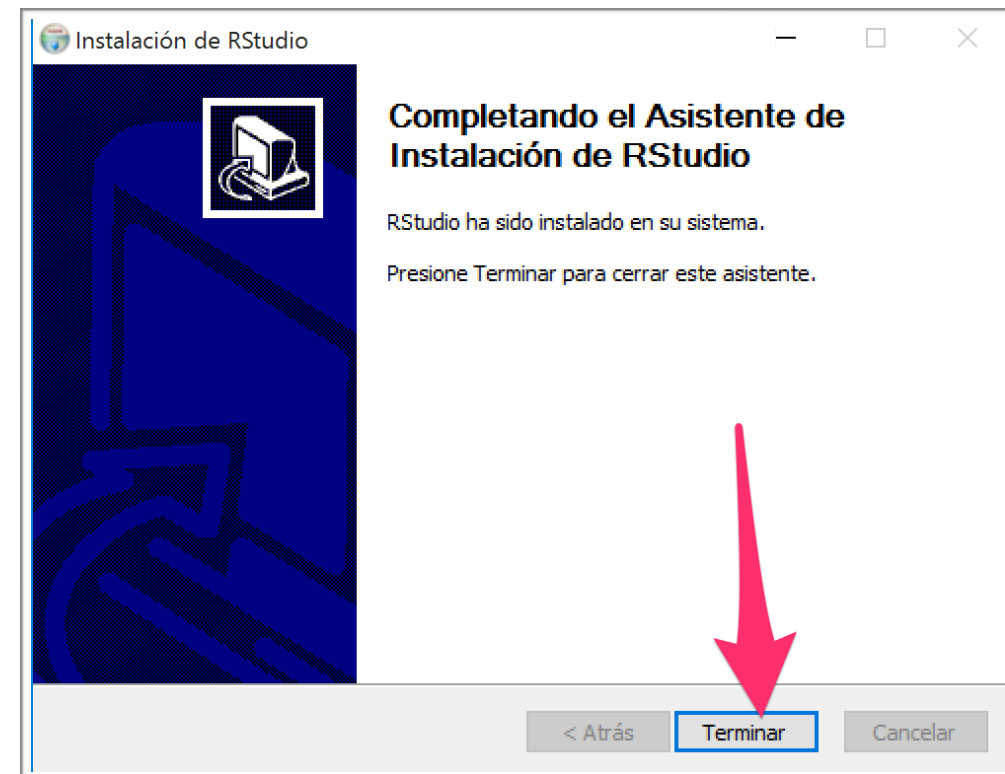 Instalación de RStudio
Completando el Asistente de
Instalación de RStudio
RStudio ha sido instalado en su sistema.
Presione Terminar para cerrar este asistente.
< Atrás Terminar Cancelar